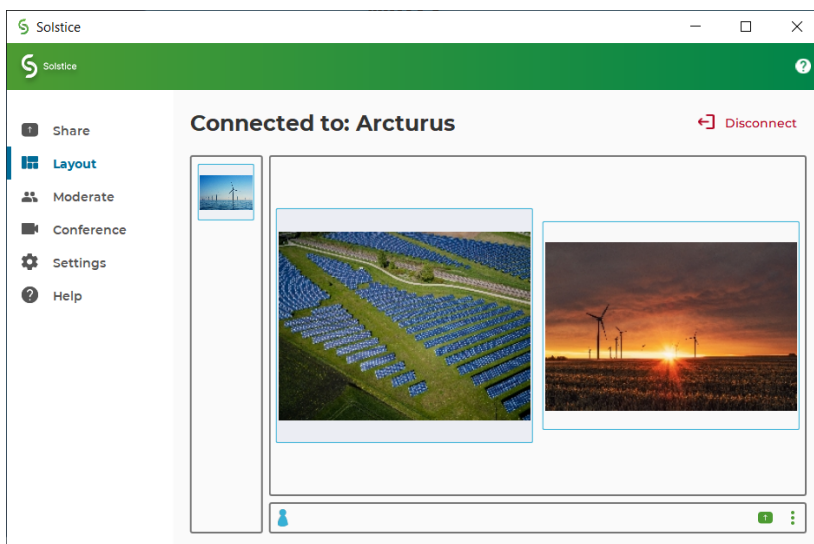 Solstice
Solstice
Share
Layout
Moderate
Conference
Settings
Help
Connected to: Arcturus
Disconnect